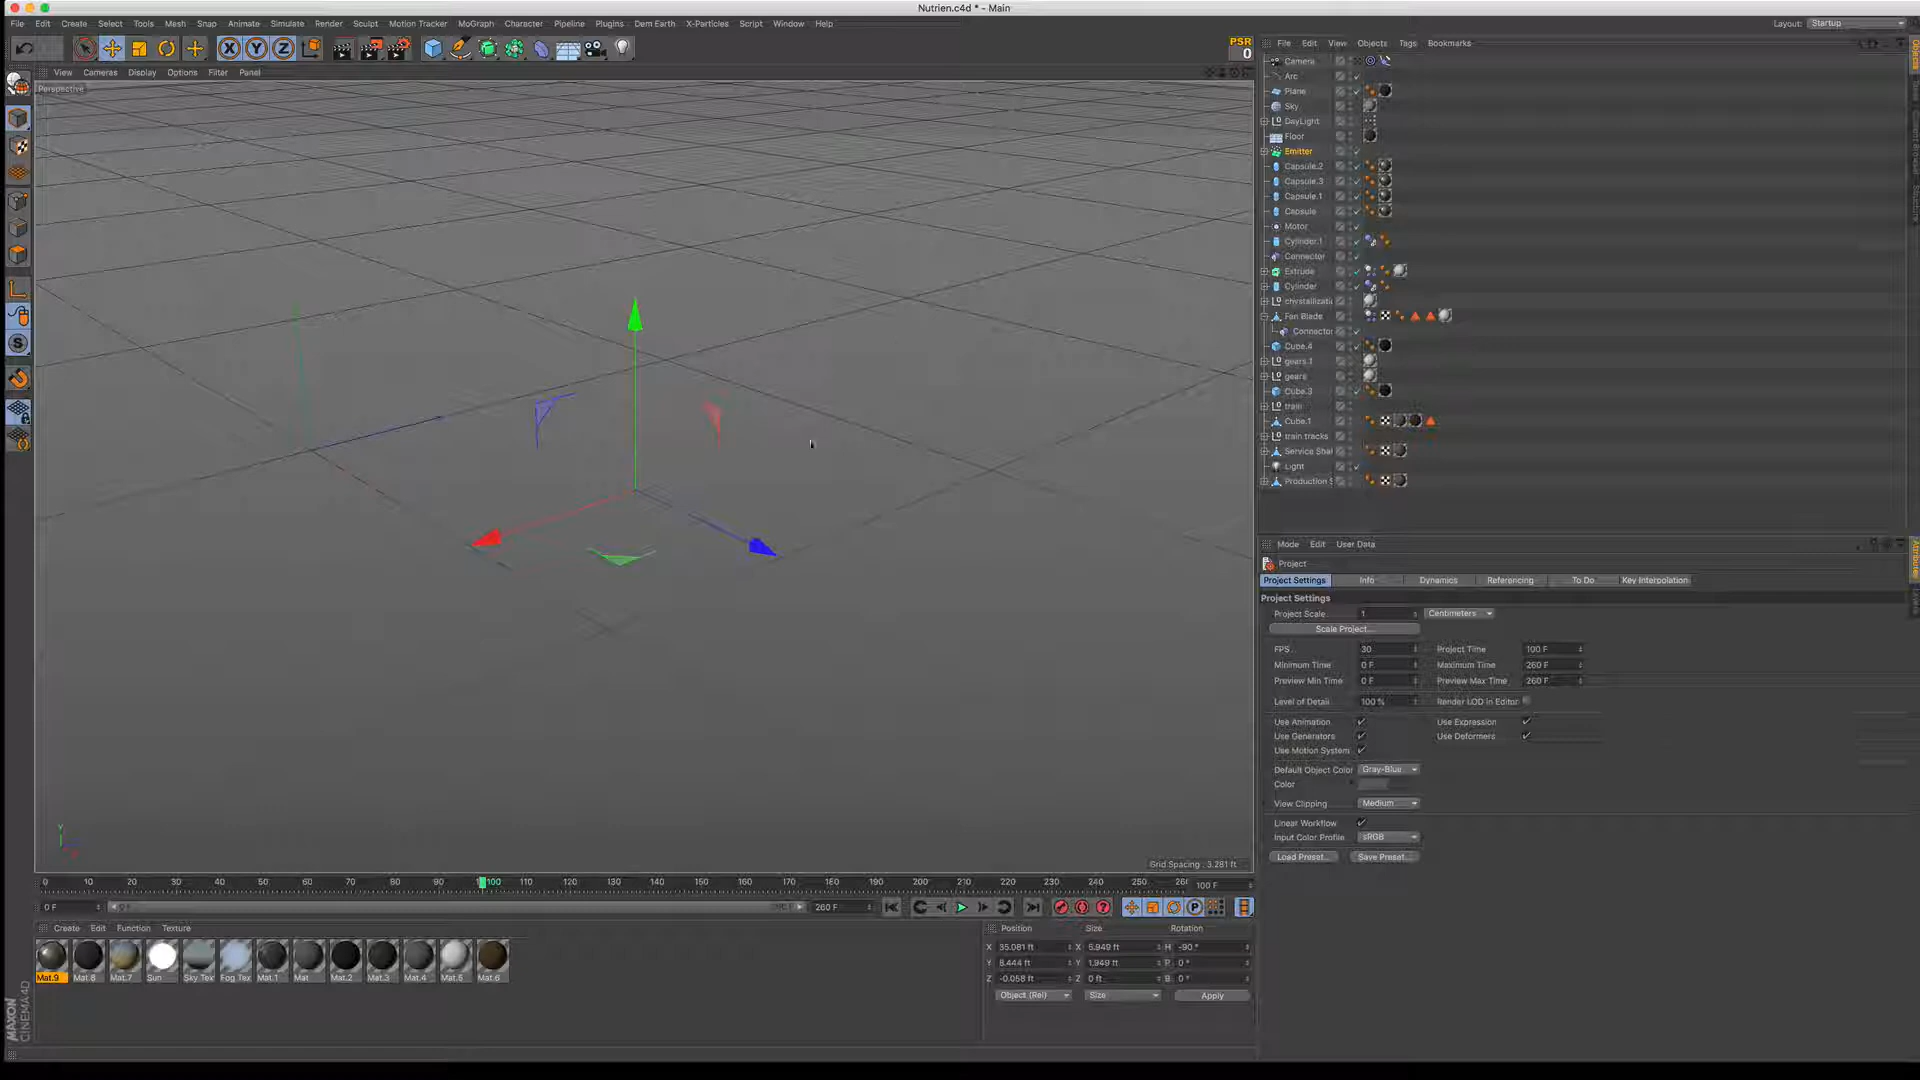 Nutrien.c4d * - Main
File Edit Create Select Tools Mesh Snap Animate Simulate Render Sculpt Motion Tracker MoGraph Character Pipeline Plugins Dem Earth X-Particles Script Window Help
Layout: Startup
PSR
0
File Edit View Objects Tags Bookmarks
View Cameras Display Options Filter Panel
Perspective
Camera
Arc
Plane
Sky
DayLight
Floor
Emitter
Capsule.2
Capsule.3
Capsule.1
Capsule
Motor
Cylinder.1
Connector
Extrude
Cylinder
chrystallizati
Fan Blade
Connector
Cube.4
gears.1
gears
Cube.3
train
Cube.1
train tracks
Service Sha
Light
Production S
Objects
Structure
Attributes
Mode Edit User Data
Project
Project Settings Info Dynamics Referencing To Do Key Interpolation
Project Settings
Project Scale 1 Centimeters
Scale Project...
FPS 30 Project Time 100 F
Minimum Time 0 F Maximum Time 260 F
Preview Min Time 0 F Preview Max Time 260 F
Level of Detail 100 % Render LOD in Editor
Use Animation Use Expression
Use Generators Use Deformers
Use Motion System
Default Object Color Gray-Blue
Color
View Clipping Medium
Linear Workflow
Input Color Profile sRGB
Load Preset... Save Preset...
Grid Spacing : 3.281 ft
0 10 20 30 40 50 60 70 80 90 100 110 120 130 140 150 160 170 180 190 200 210 220 230 240 250 26 100 F
0 F 260 F
Create Edit Function Texture
Mat.9 Mat.8 Mat.7 Sun Sky Tex Fog Tex Mat.1 Mat Mat.2 Mat.3 Mat.4 Mat.5 Mat.6
Position Size Rotation
X 35.081 ft X 5.949 ft H -90 °
Y 8.444 ft Y 1.949 ft P 0 °
Z -0.058 ft Z 0 ft B 0 °
Object (Rel) Size Apply
MAXON
CINEMA4D
Y